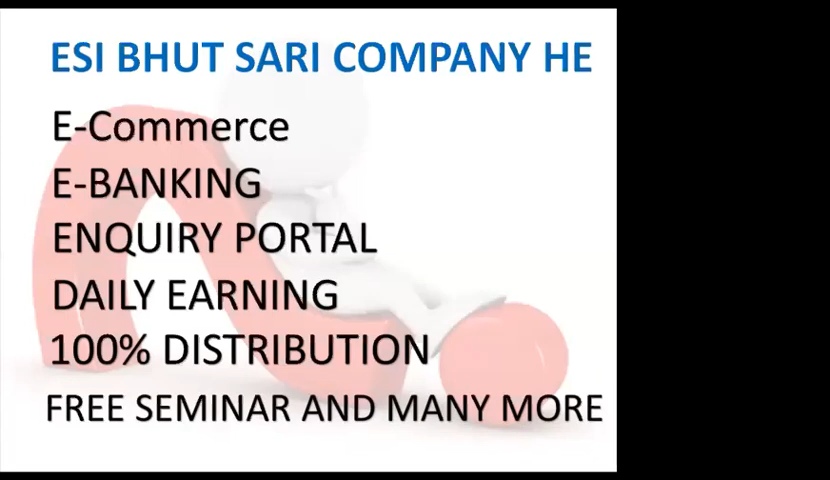 ESI BHUT SARI COMPANY HE
E-Commerce
E-BANKING
ENQUIRY PORTAL
DAILY EARNING
100% DISTRIBUTION
FREE SEMINAR AND MANY MORE